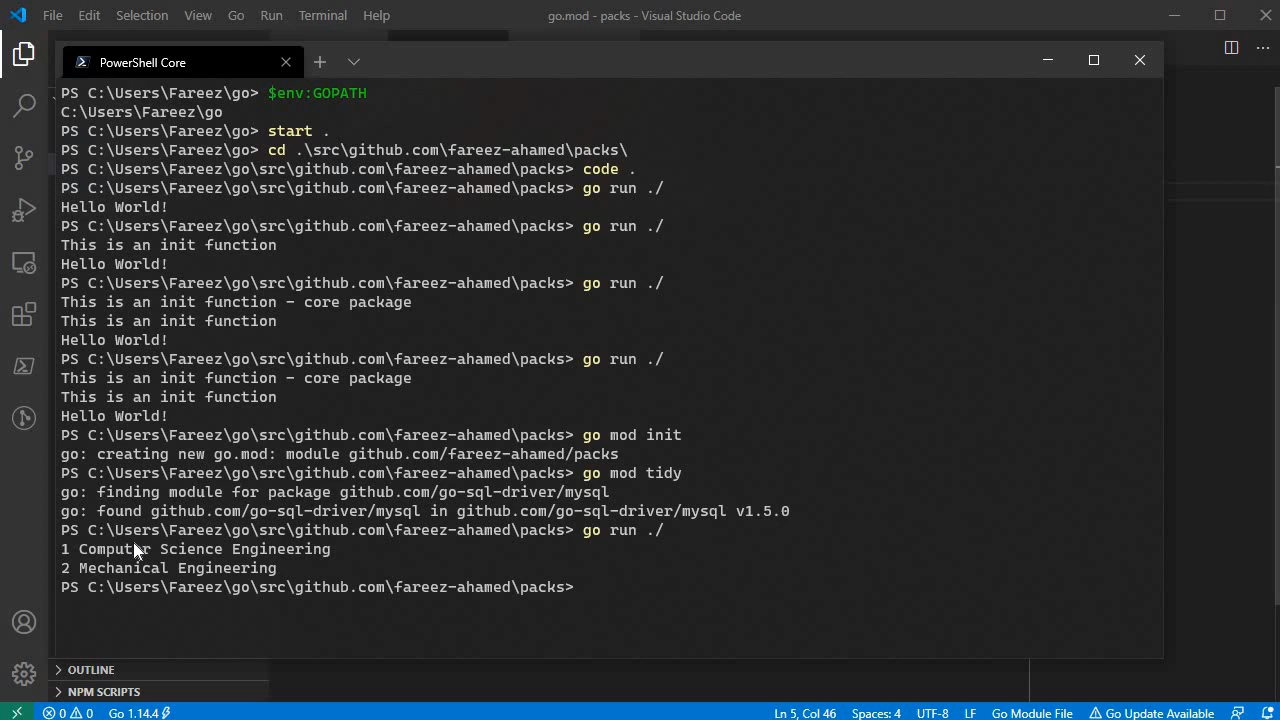 File Edit Selection View Go Run Terminal Help go.mod - packs - Visual Studio Code
PowerShell Core
PS C:\Users\Fareez\go> $env:GOPATH
C:\Users\Fareez\go
PS C:\Users\Fareez\go> start .
PS C:\Users\Fareez\go> cd .\src\github.com\fareez-ahamed\packs\
PS C:\Users\Fareez\go\src\github.com\fareez-ahamed\packs> code .
PS C:\Users\Fareez\go\src\github.com\fareez-ahamed\packs> go run ./
Hello World!
PS C:\Users\Fareez\go\src\github.com\fareez-ahamed\packs> go run ./
This is an init function
Hello World!
PS C:\Users\Fareez\go\src\github.com\fareez-ahamed\packs> go run ./
This is an init function - core package
This is an init function
Hello World!
PS C:\Users\Fareez\go\src\github.com\fareez-ahamed\packs> go run ./
This is an init function - core package
This is an init function
Hello World!
PS C:\Users\Fareez\go\src\github.com\fareez-ahamed\packs> go mod init
go: creating new go.mod: module github.com/fareez-ahamed/packs
PS C:\Users\Fareez\go\src\github.com\fareez-ahamed\packs> go mod tidy
go: finding module for package github.com/go-sql-driver/mysql
go: found github.com/go-sql-driver/mysql in github.com/go-sql-driver/mysql v1.5.0
PS C:\Users\Fareez\go\src\github.com\fareez-ahamed\packs> go run ./
1 Computer Science Engineering
2 Mechanical Engineering
PS C:\Users\Fareez\go\src\github.com\fareez-ahamed\packs>
OUTLINE
NPM SCRIPTS
0 0 Go 1.14.4 Ln 5, Col 46 Spaces: 4 UTF-8 LF Go Module File Go Update Available